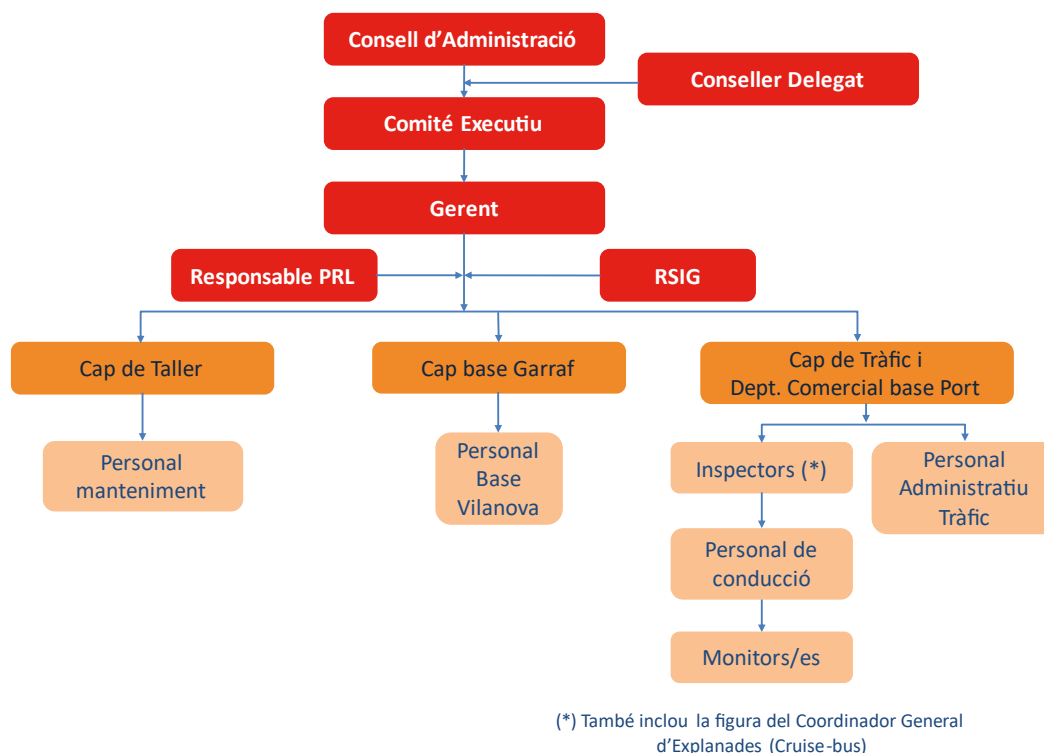 Consell d'Administració
Conseller Delegat
Comité Executiu
Gerent
Responsable PRL
RSIG
Cap de Taller
Cap base Garraf
Cap de Tràfic i
Dept. Comercial base Port
Personal
manteniment
Personal
Base
Vilanova
Inspectors (*)
Personal
Administratiu
Tràfic
Personal de
conducció
Monitors/es
(*) També inclou la figura del Coordinador General
d'Explanades (Cruise-bus)